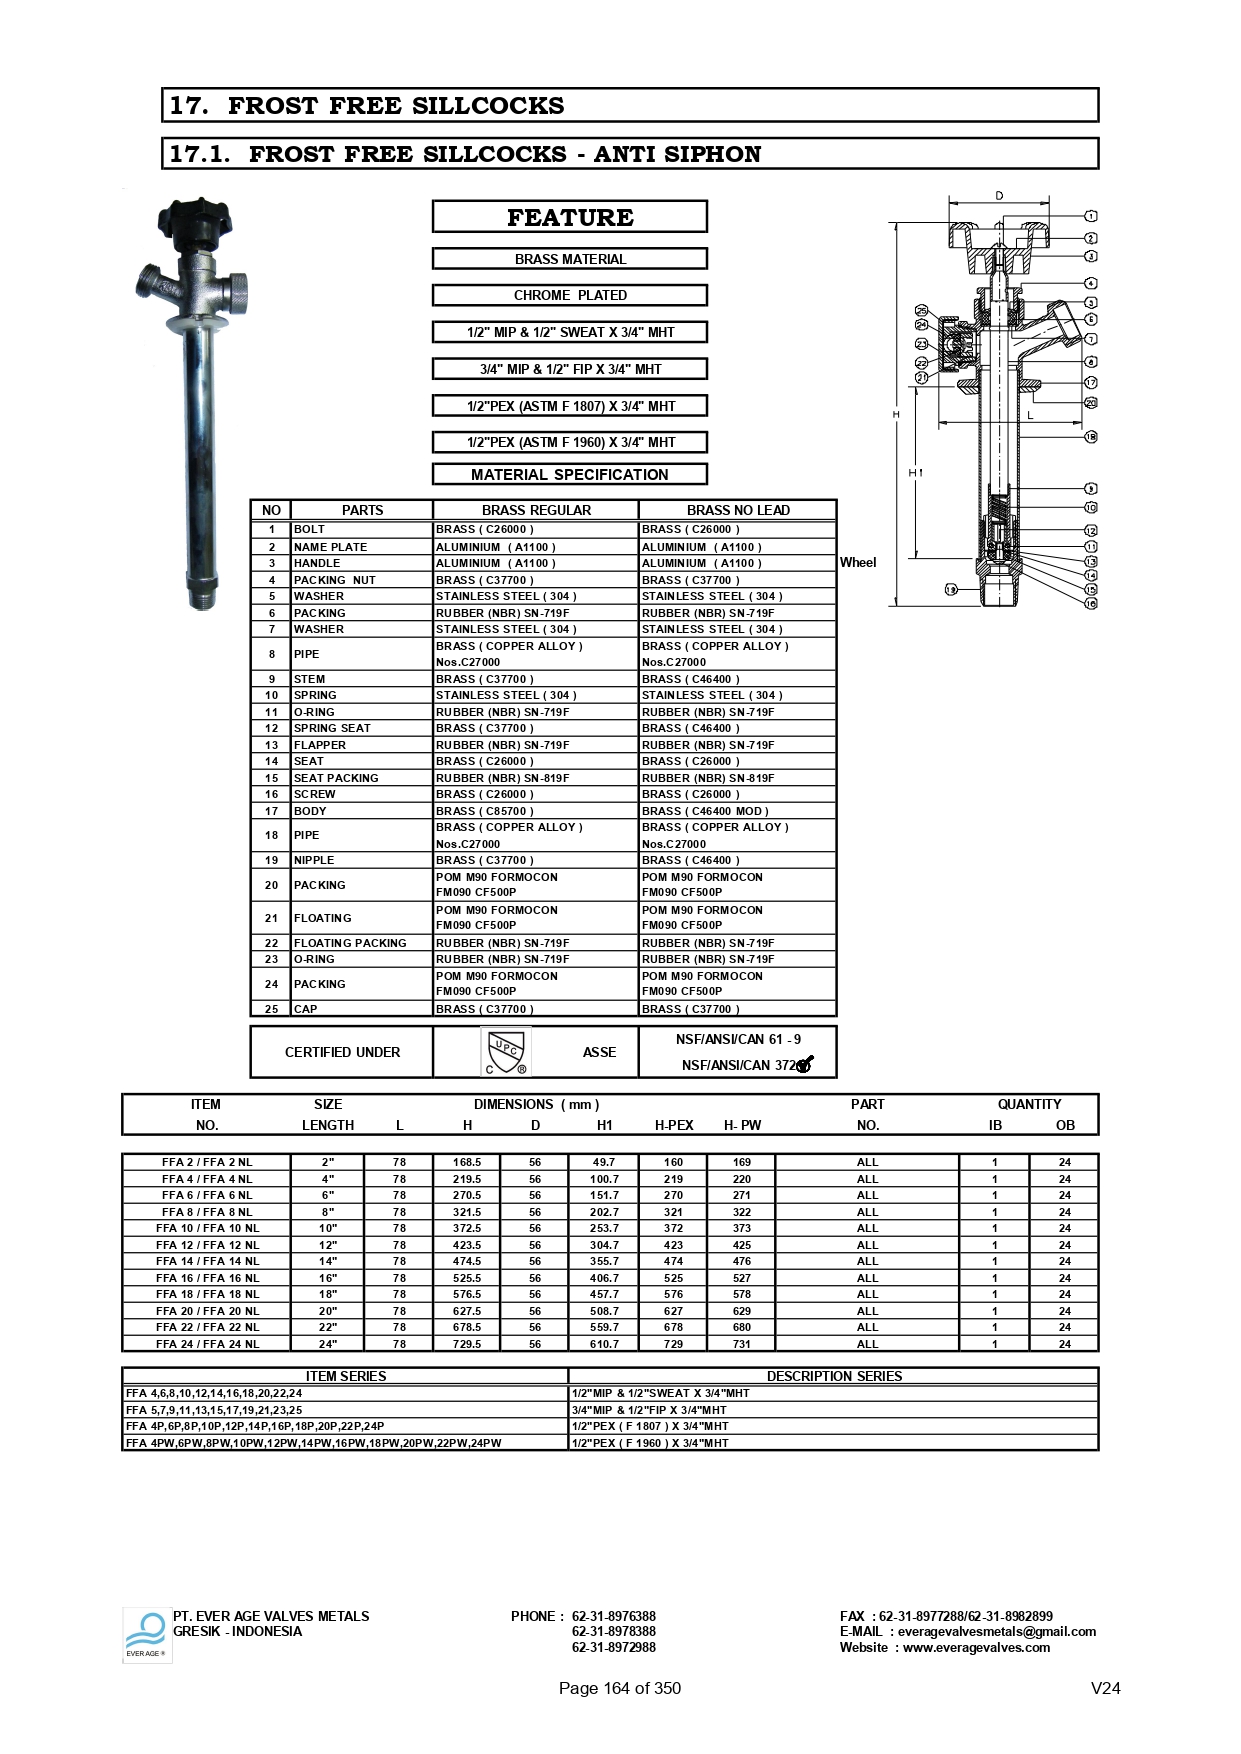 17. FROST FREE SILLCOCKS
17.1. FROST FREE SILLCOCKS - ANTI SIPHON
FEATURE
BRASS MATERIAL
CHROME PLATED
1/2" MIP & 1/2" SWEAT X 3/4" MHT
3/4" MIP & 1/2" FIP X 3/4" MHT
1/2"PEX (ASTM F 1807) X 3/4" MHT
1/2"PEX (ASTM F 1960) X 3/4" MHT
MATERIAL SPECIFICATION
D
1
2
3
4
5
6
7
8
17
20
L
18
9
10
12
11
13
14
15
16
19
25
24
23
22
21
H
H1
NO PARTS BRASS REGULAR BRASS NO LEAD
1 BOLT BRASS ( C26000 ) BRASS ( C26000 )
2 NAME PLATE ALUMINIUM ( A1100 ) ALUMINIUM ( A1100 )
3 HANDLE ALUMINIUM ( A1100 ) ALUMINIUM ( A1100 ) Wheel
4 PACKING NUT BRASS ( C37700 ) BRASS ( C37700 )
5 WASHER STAINLESS STEEL ( 304 ) STAINLESS STEEL ( 304 )
6 PACKING RUBBER (NBR) SN-719F RUBBER (NBR) SN-719F
7 WASHER STAINLESS STEEL ( 304 ) STAINLESS STEEL ( 304 )
8 PIPE BRASS ( COPPER ALLOY ) BRASS ( COPPER ALLOY )
Nos.C27000 Nos.C27000
9 STEM BRASS ( C37700 ) BRASS ( C46400 )
10 SPRING STAINLESS STEEL ( 304 ) STAINLESS STEEL ( 304 )
11 O-RING RUBBER (NBR) SN-719F RUBBER (NBR) SN-719F
12 SPRING SEAT BRASS ( C37700 ) BRASS ( C46400 )
13 FLAPPER RUBBER (NBR) SN-719F RUBBER (NBR) SN-719F
14 SEAT BRASS ( C26000 ) BRASS ( C26000 )
15 SEAT PACKING RUBBER (NBR) SN-819F RUBBER (NBR) SN-819F
16 SCREW BRASS ( C26000 ) BRASS ( C26000 )
17 BODY BRASS ( C85700 ) BRASS ( C46400 MOD )
18 PIPE BRASS ( COPPER ALLOY ) BRASS ( COPPER ALLOY )
Nos.C27000 Nos.C27000
19 NIPPLE BRASS ( C37700 ) BRASS ( C46400 )
20 PACKING POM M90 FORMOCON POM M90 FORMOCON
FM090 CF500P FM090 CF500P
21 FLOATING POM M90 FORMOCON POM M90 FORMOCON
FM090 CF500P FM090 CF500P
22 FLOATING PACKING RUBBER (NBR) SN-719F RUBBER (NBR) SN-719F
23 O-RING RUBBER (NBR) SN-719F RUBBER (NBR) SN-719F
24 PACKING POM M90 FORMOCON POM M90 FORMOCON
FM090 CF500P FM090 CF500P
25 CAP BRASS ( C37700 ) BRASS ( C37700 )
CERTIFIED UNDER UPC C ® ASSE NSF/ANSI/CAN 61 - 9
NSF/ANSI/CAN 372
ITEM SIZE DIMENSIONS ( mm ) PART QUANTITY
NO. LENGTH L H D H1 H-PEX H- PW NO. IB OB
FFA 2 / FFA 2 NL 2" 78 168.5 56 49.7 160 169 ALL 1 24
FFA 4 / FFA 4 NL 4" 78 219.5 56 100.7 219 220 ALL 1 24
FFA 6 / FFA 6 NL 6" 78 270.5 56 151.7 270 271 ALL 1 24
FFA 8 / FFA 8 NL 8" 78 321.5 56 202.7 321 322 ALL 1 24
FFA 10 / FFA 10 NL 10" 78 372.5 56 253.7 372 373 ALL 1 24
FFA 12 / FFA 12 NL 12" 78 423.5 56 304.7 423 425 ALL 1 24
FFA 14 / FFA 14 NL 14" 78 474.5 56 355.7 474 476 ALL 1 24
FFA 16 / FFA 16 NL 16" 78 525.5 56 406.7 525 527 ALL 1 24
FFA 18 / FFA 18 NL 18" 78 576.5 56 457.7 576 578 ALL 1 24
FFA 20 / FFA 20 NL 20" 78 627.5 56 508.7 627 629 ALL 1 24
FFA 22 / FFA 22 NL 22" 78 678.5 56 559.7 678 680 ALL 1 24
FFA 24 / FFA 24 NL 24" 78 729.5 56 610.7 729 731 ALL 1 24
ITEM SERIES DESCRIPTION SERIES
FFA 4,6,8,10,12,14,16,18,20,22,24 1/2"MIP & 1/2"SWEAT X 3/4"MHT
FFA 5,7,9,11,13,15,17,19,21,23,25 3/4"MIP & 1/2"FIP X 3/4"MHT
FFA 4P,6P,8P,10P,12P,14P,16P,18P,20P,22P,24P 1/2"PEX ( F 1807 ) X 3/4"MHT
FFA 4PW,6PW,8PW,10PW,12PW,14PW,16PW,18PW,20PW,22PW,24PW 1/2"PEX ( F 1960 ) X 3/4"MHT
EVER AGE ®
PT. EVER AGE VALVES METALS PHONE : 62-31-8976388 FAX : 62-31-8977288/62-31-8982899
GRESIK - INDONESIA 62-31-8978388 E-MAIL : everagevalvesmetals@gmail.com
62-31-8972988 Website : www.everagevalves.com
Page 164 of 350 V24